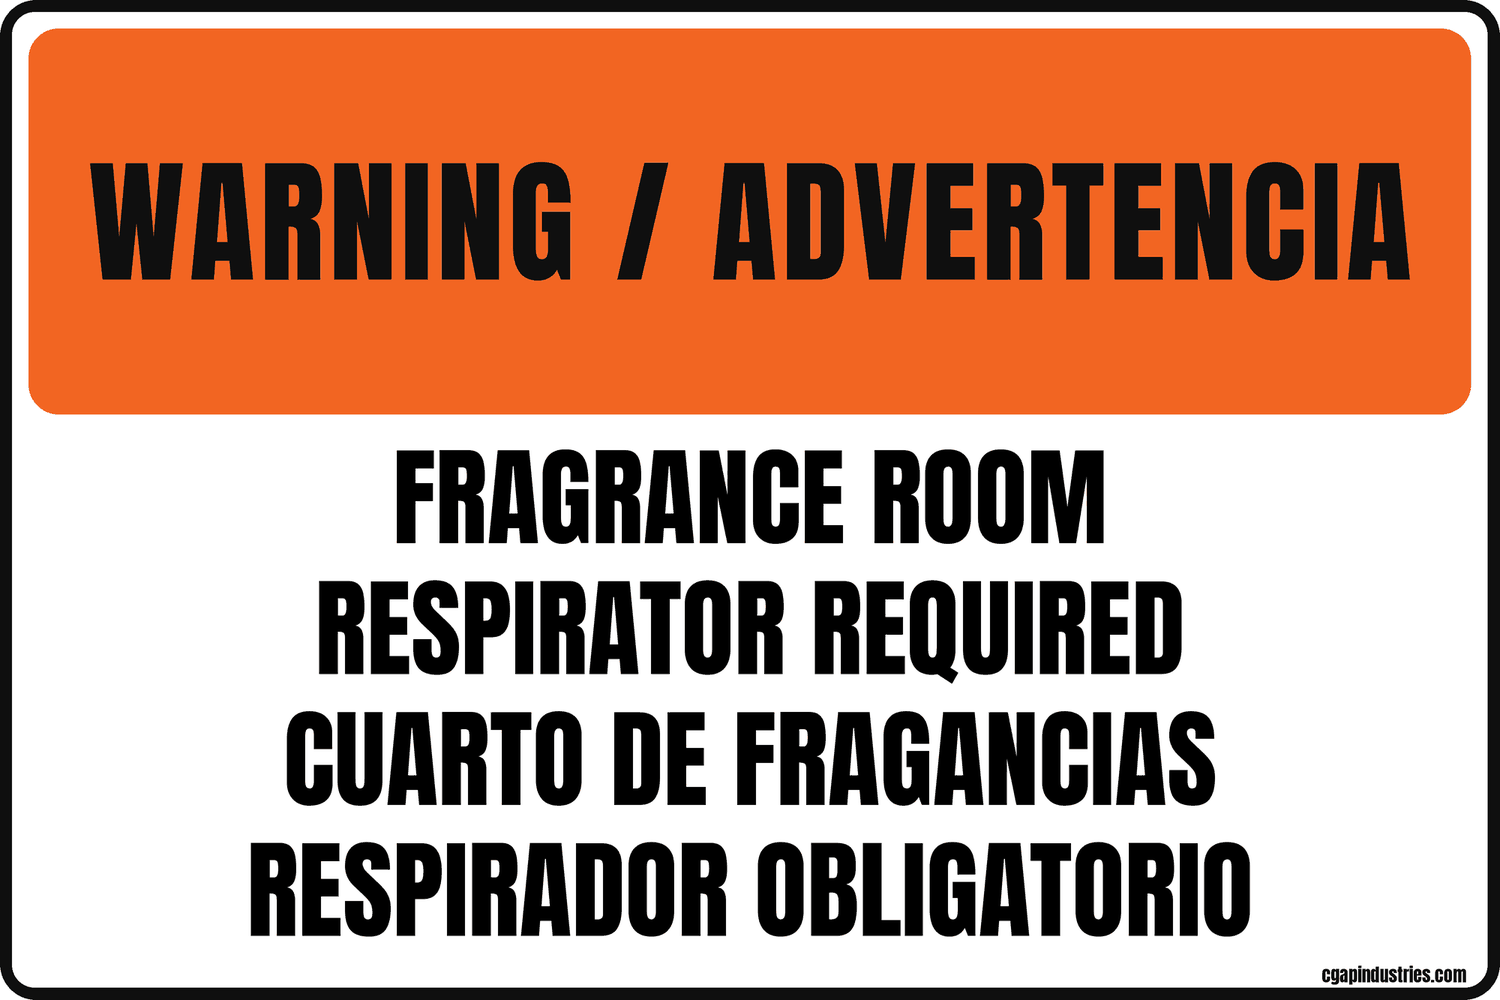 WARNING / ADVERTENCIA
FRAGRANCE ROOM
RESPIRATOR REQUIRED
CUARTO DE FRAGANCIAS
RESPIRADOR OBLIGATORIO
cgapindustries.com